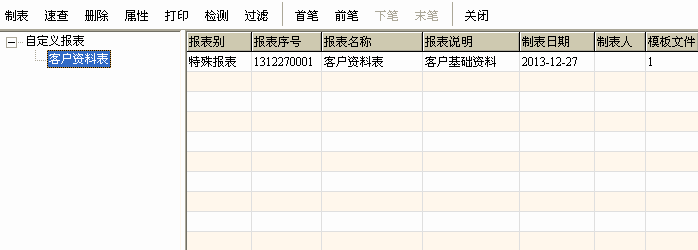 制表 速查 删除 属性 打印 检测 过滤 首笔 前笔 下笔 末笔 关闭
自定义报表
客户资料表
报表别 报表序号 报表名称 报表说明 制表日期 制表人 模板文件
特殊报表 1312270001 客户资料表 客户基础资料 2013-12-27 1